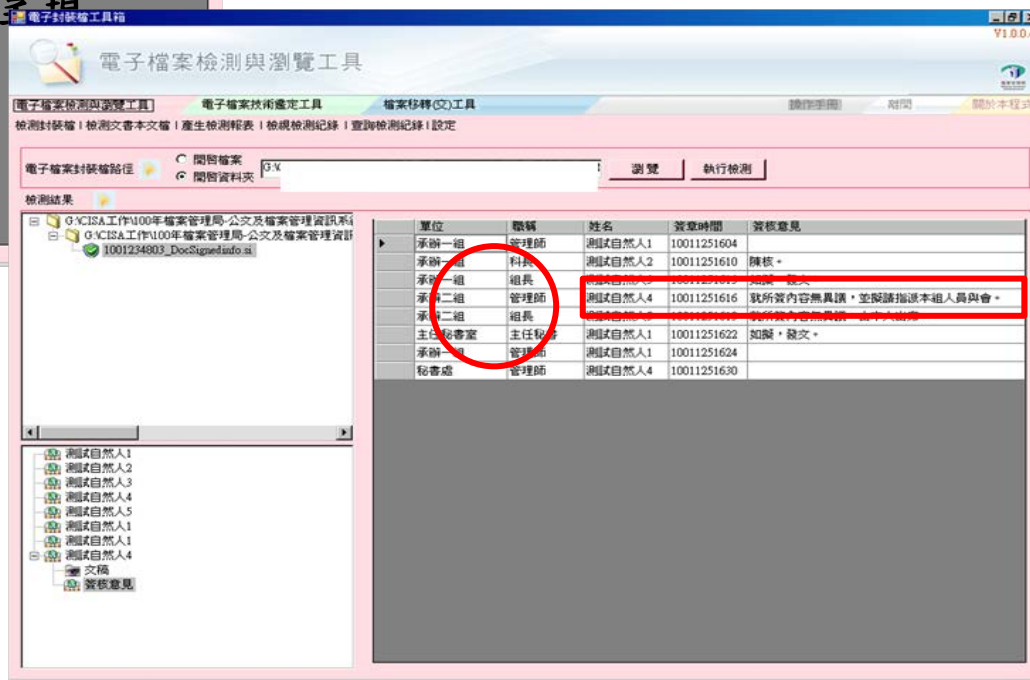 電子封裝檔工具箱
V1.0.0.
電子檔案檢測與瀏覽工具
電子檔案檢測與瀏覽工具 電子檔案技術鑑定工具 檔案移轉(交)工具 操作手冊 離開 關於本程式
檢測封裝檔 | 檢測文書本文檔 | 產生檢測報表 | 檢視檢測紀錄 | 查詢檢測紀錄 | 設定
電子檔案封裝檔路徑
開啟檔案
開啟資料夾
G:\
瀏覽 執行檢測
檢測結果
G:\CISA工作\100年檔案管理局-公文及檔案管理資訊系
G:\CISA工作\100年檔案管理局-公文及檔案管理資訊
1001234803_DocSignedinfo.si
單位 職稱 姓名 簽章時間 簽核意見
承辦一組 管理師 測試自然人1 10011251604
承辦一組 科長 測試自然人2 10011251610 陳核。
承辦一組 組長
承辦二組 管理師 測試自然人4 10011251616 就所簽內容無異議,並擬請指派本組人員與會。
承辦二組 組長
主任秘書室 主任秘書 測試自然人1 10011251622 如擬,發文。
承辦一組 管理師 測試自然人1 10011251624
秘書處 管理師 測試自然人4 10011251630
測試自然人1
測試自然人2
測試自然人3
測試自然人4
測試自然人5
測試自然人1
測試自然人1
測試自然人4
文稿
簽核意見